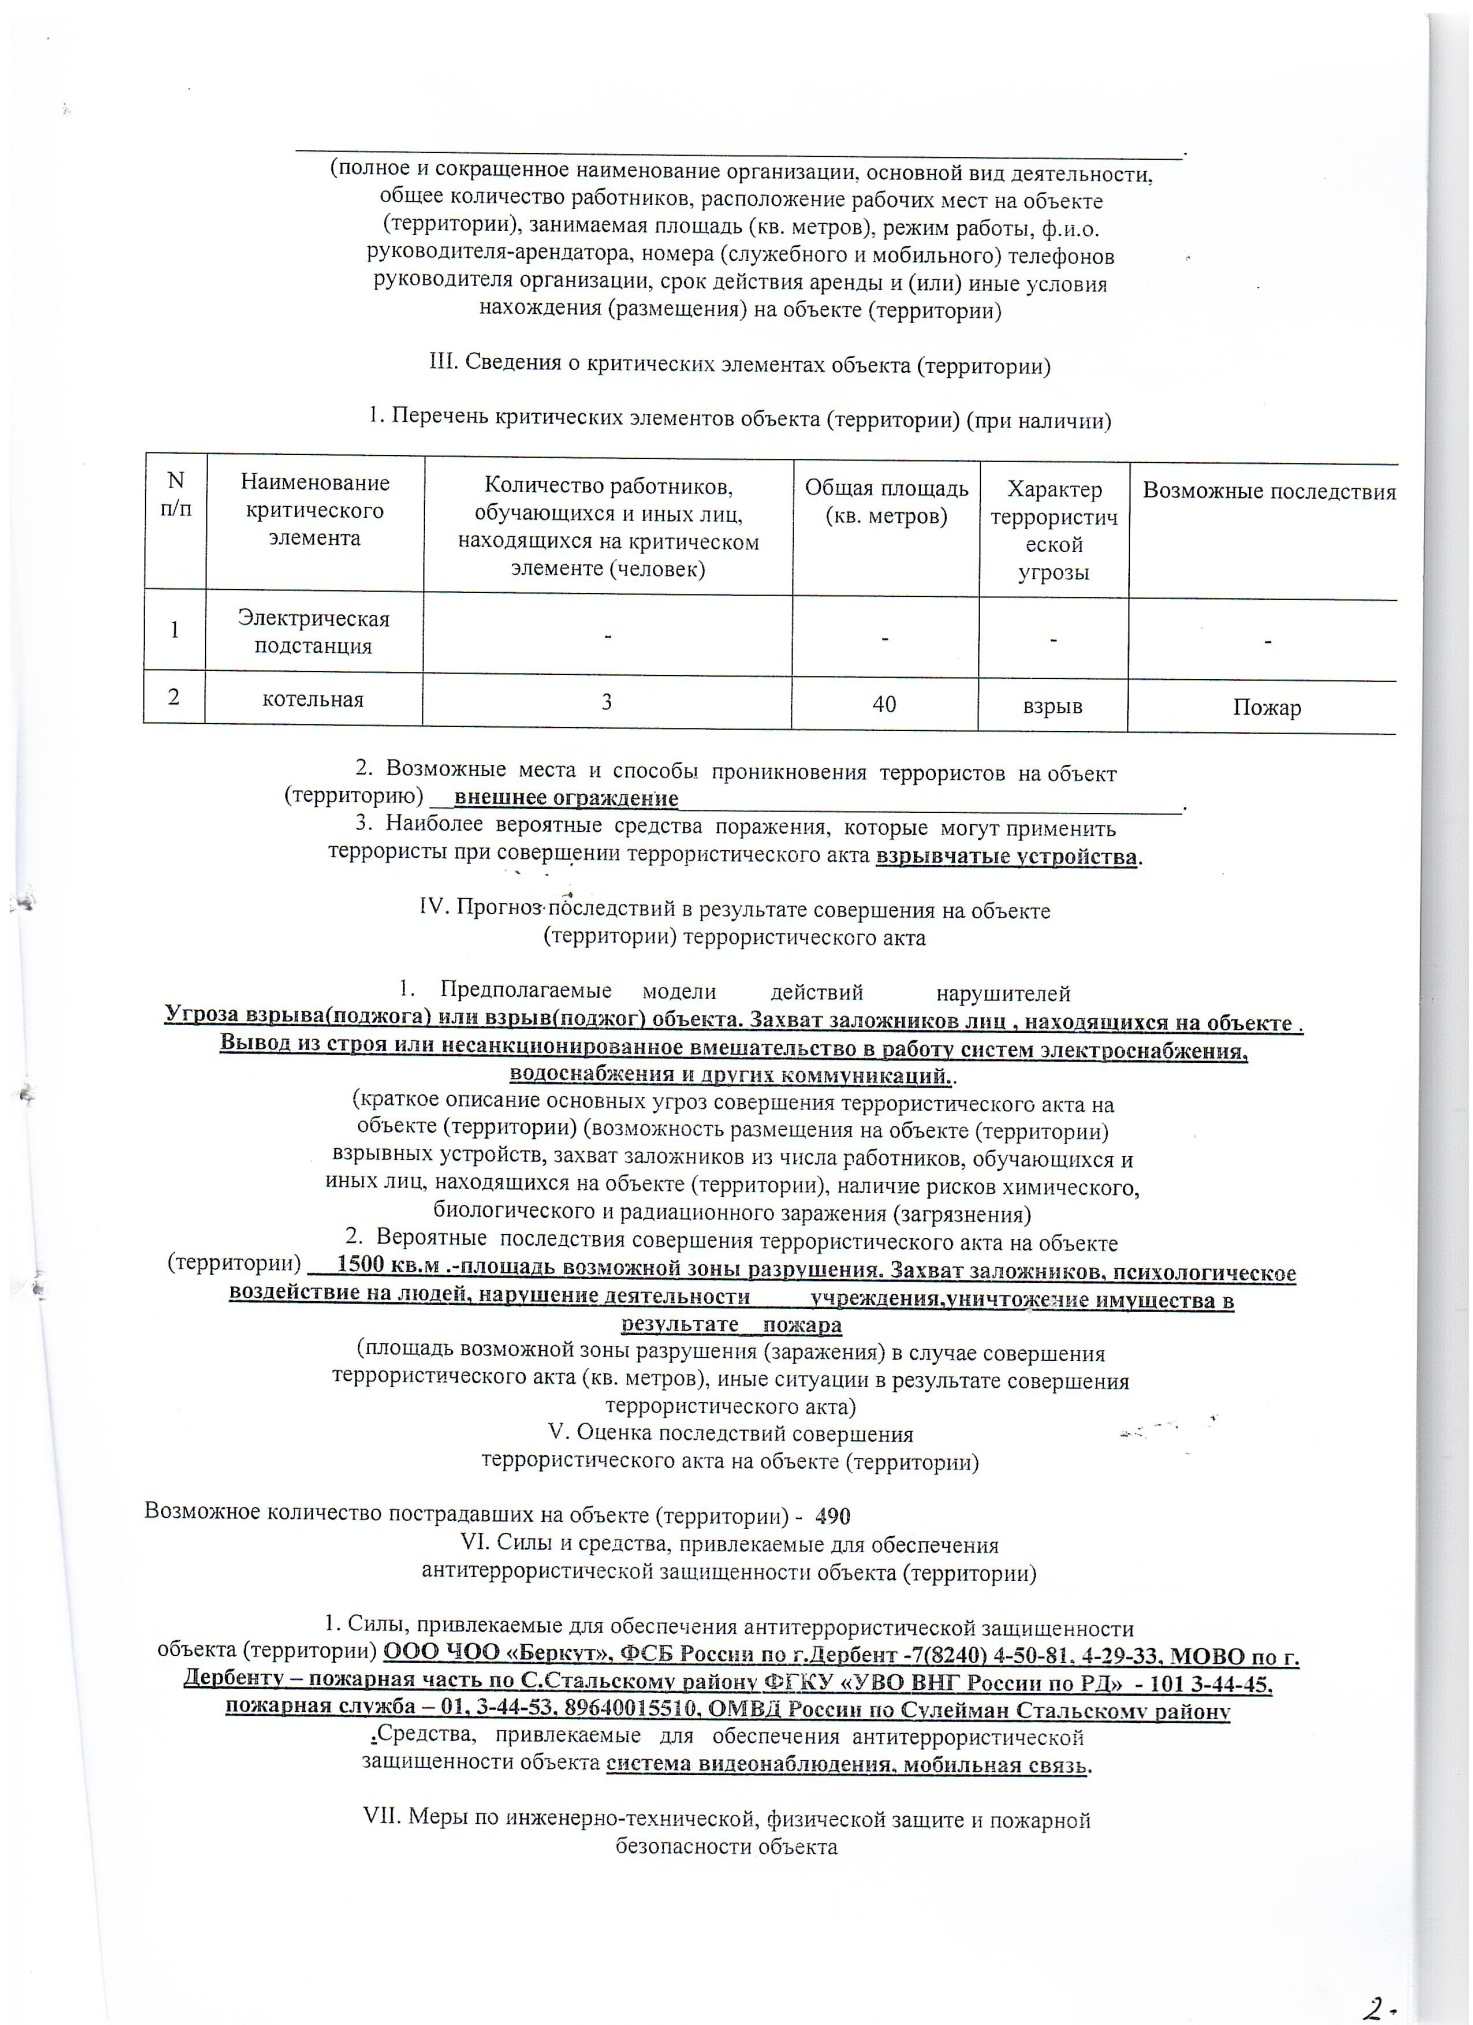 (полное и сокращенное наименование организации, основной вид деятельности,
общее количество работников, расположение рабочих мест на объекте
(территории), занимаемая площадь (кв. метров), режим работы, ф.и.о.
руководителя-арендатора, номера (служебного и мобильного) телефонов
руководителя организации, срок действия аренды и (или) иные условия
нахождения (размещения) на объекте (территории)
III. Сведения о критических элементах объекта (территории)
1. Перечень критических элементов объекта (территории) (при наличии)
N п/п | Наименование критического элемента | Количество работников, обучающихся и иных лиц, находящихся на критическом элементе (человек) | Общая площадь (кв. метров) | Характер террористич еской угрозы | Возможные последствия
1 | Электрическая подстанция | - | - | - | -
2 | котельная | 3 | 40 | взрыв | Пожар
2. Возможные места и способы проникновения террористов на объект
(территорию) __внешнее ограждение__.
3. Наиболее вероятные средства поражения, которые могут применить
террористы при совершении террористического акта взрывчатые устройства.
IV. Прогноз последствий в результате совершения на объекте
(территории) террористического акта
1. Предполагаемые модели действий нарушителей
Угроза взрыва(поджога) или взрыв(поджог) объекта. Захват заложников лиц , находящихся на объекте .
Вывод из строя или несанкционированное вмешательство в работу систем электроснабжения,
водоснабжения и других коммуникаций..
(краткое описание основных угроз совершения террористического акта на
объекте (территории) (возможность размещения на объекте (территории)
взрывных устройств, захват заложников из числа работников, обучающихся и
иных лиц, находящихся на объекте (территории), наличие рисков химического,
биологического и радиационного заражения (загрязнения)
2. Вероятные последствия совершения террористического акта на объекте
(территории) __1500 кв.м .-площадь возможной зоны разрушения. Захват заложников, психологическое
воздействие на людей, нарушение деятельности учреждения,уничтожение имущества в
результате пожара
(площадь возможной зоны разрушения (заражения) в случае совершения
террористического акта (кв. метров), иные ситуации в результате совершения
террористического акта)
V. Оценка последствий совершения
террористического акта на объекте (территории)
Возможное количество пострадавших на объекте (территории) - 490
VI. Силы и средства, привлекаемые для обеспечения
антитеррористической защищенности объекта (территории)
1. Силы, привлекаемые для обеспечения антитеррористической защищенности
объекта (территории) ООО ЧОО «Беркут», ФСБ России по г.Дербент -7(8240) 4-50-81, 4-29-33, МОВО по г.
Дербенту – пожарная часть по С.Стальскому району ФГКУ «УВО ВНГ России по РД» - 101 3-44-45,
пожарная служба – 01, 3-44-53, 89640015510, ОМВД России по Сулейман Стальскому району
.Средства, привлекаемые для обеспечения антитеррористической
защищенности объекта система видеонаблюдения, мобильная связь.
VII. Меры по инженерно-технической, физической защите и пожарной
безопасности объекта
2.